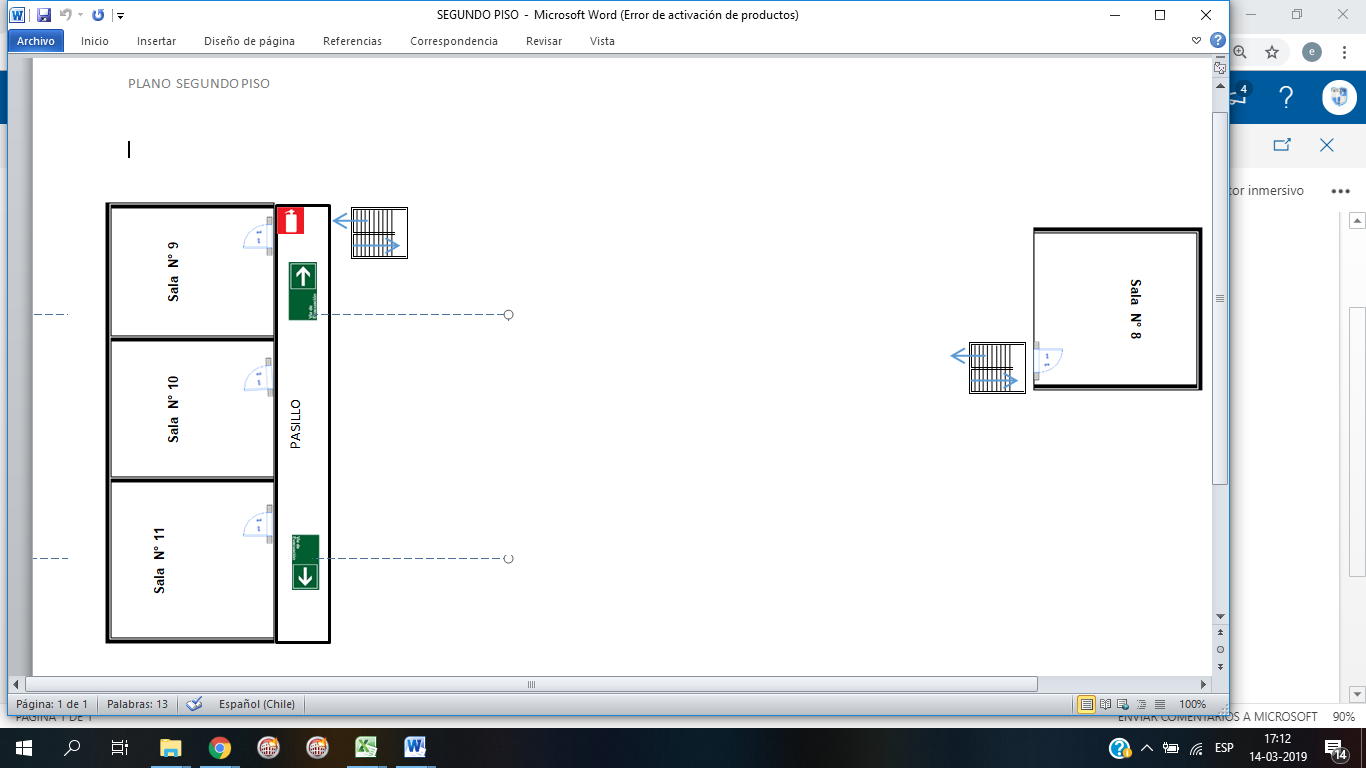 SEGUNDO PISO - Microsoft Word (Error de activación de productos)
Archivo Inicio Insertar Diseño de página Referencias Correspondencia Revisar Vista
PLANO SEGUNDO PISO
Sala N° 9
Sala N° 10
Sala N° 11
PASILLO
Sala N° 8
e
4
tor inmersivo
Página: 1 de 1 Palabras: 13 Español (Chile) 100%
PÁGINA 1 DE 1 ENVIAR COMENTARIOS A MICROSOFT 90%
ESP
17:12
14-03-2019
14